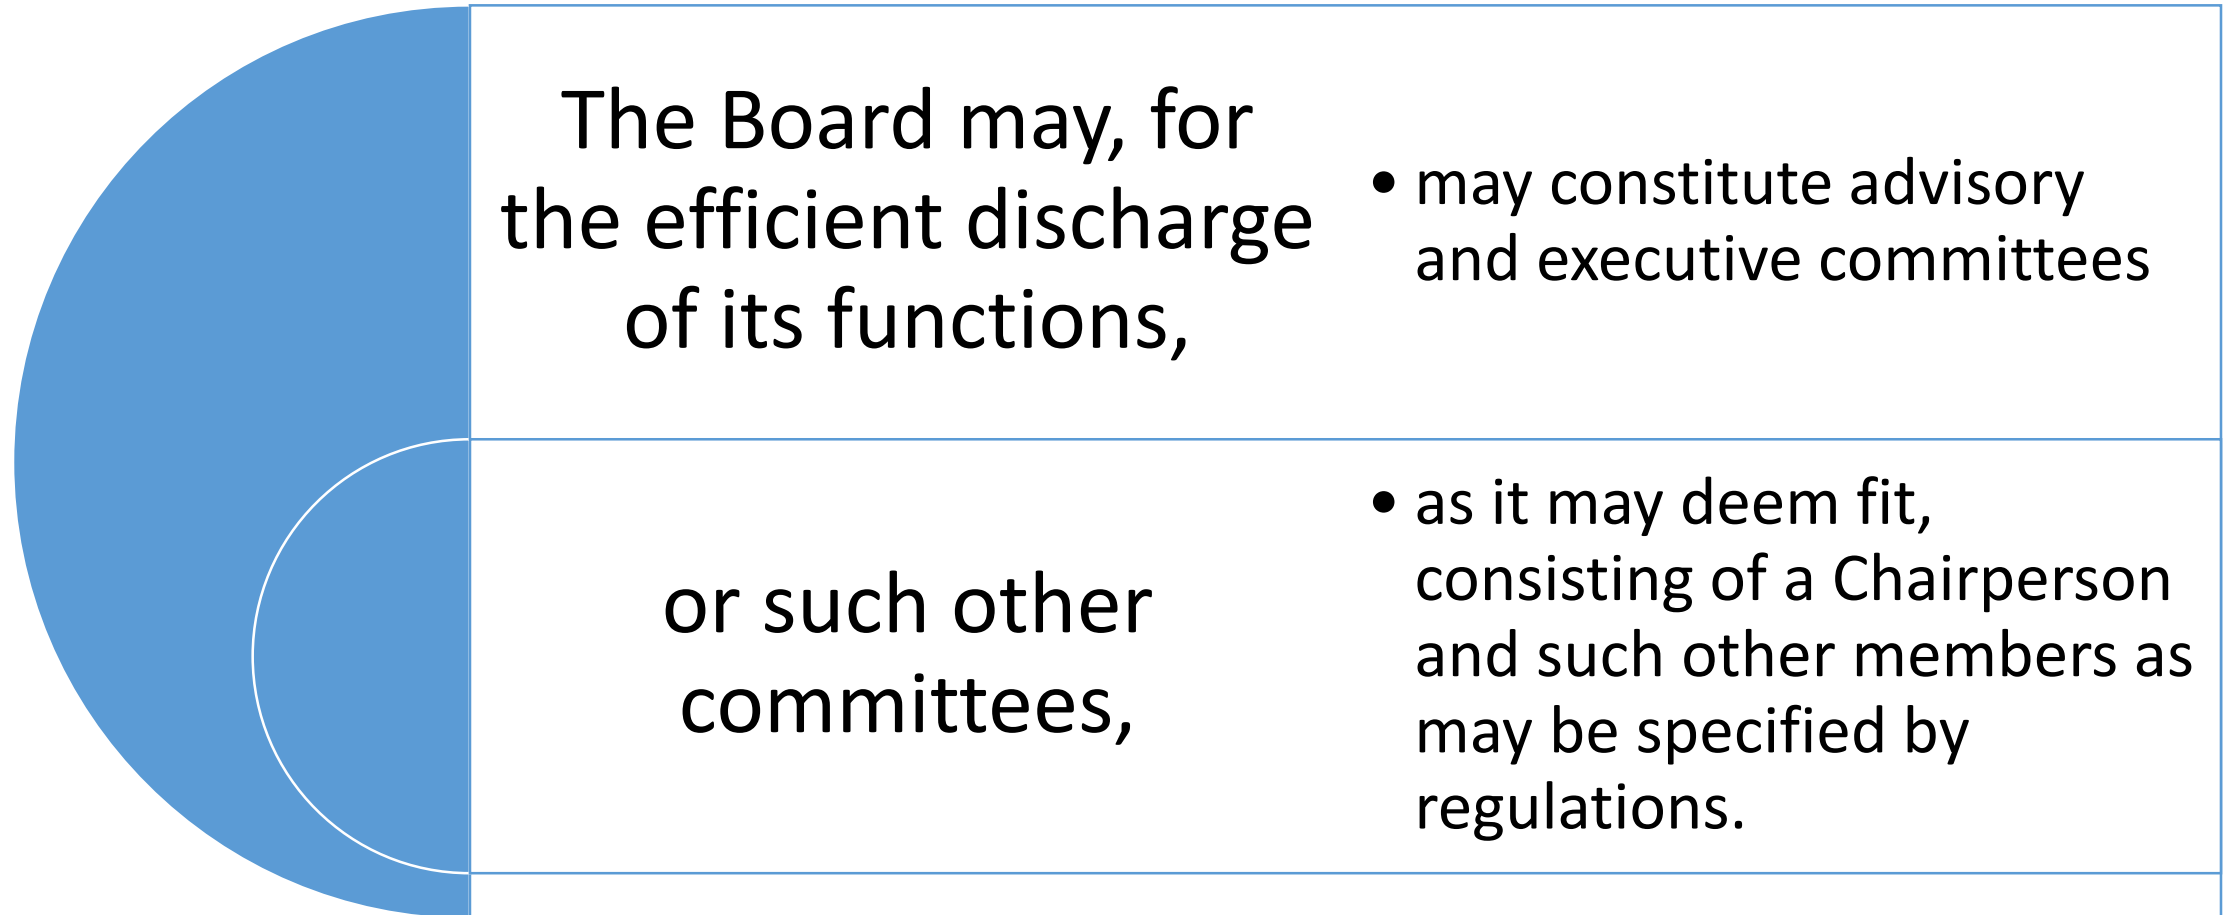 The Board may, for
the efficient discharge
of its functions,
• may constitute advisory
and executive committees
or such other
committees,
• as it may deem fit,
consisting of a Chairperson
and such other members as
may be specified by
regulations.